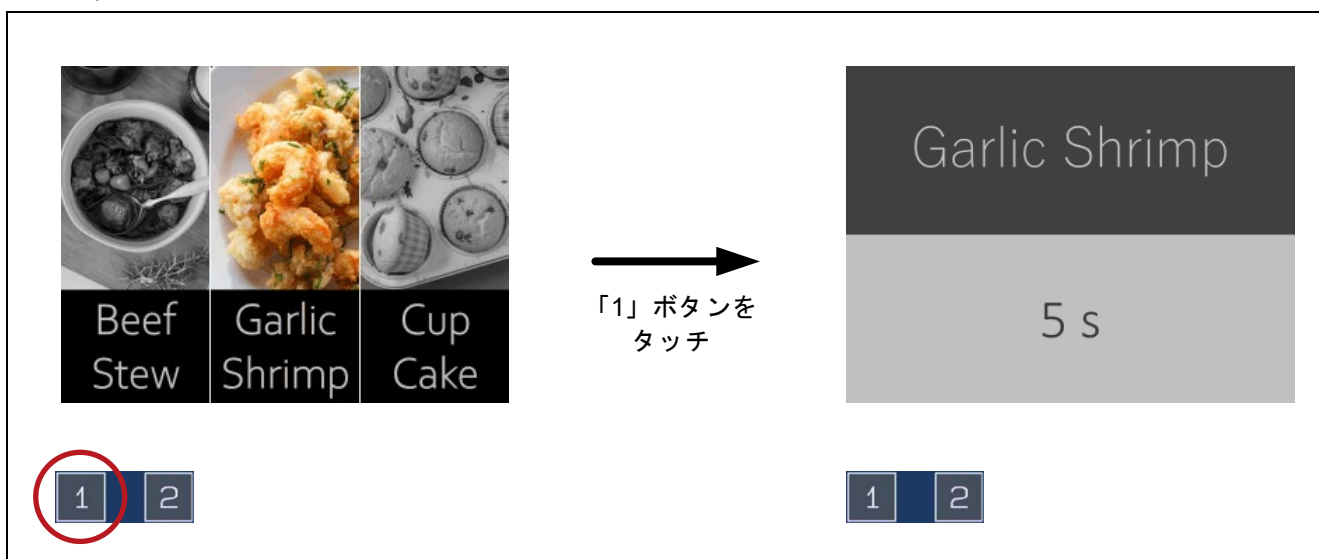 Beef
Stew
Garlic
Shrimp
Cup
Cake
「1」ボタンを
タッチ
Garlic Shrimp
5 s
1 2
1 2